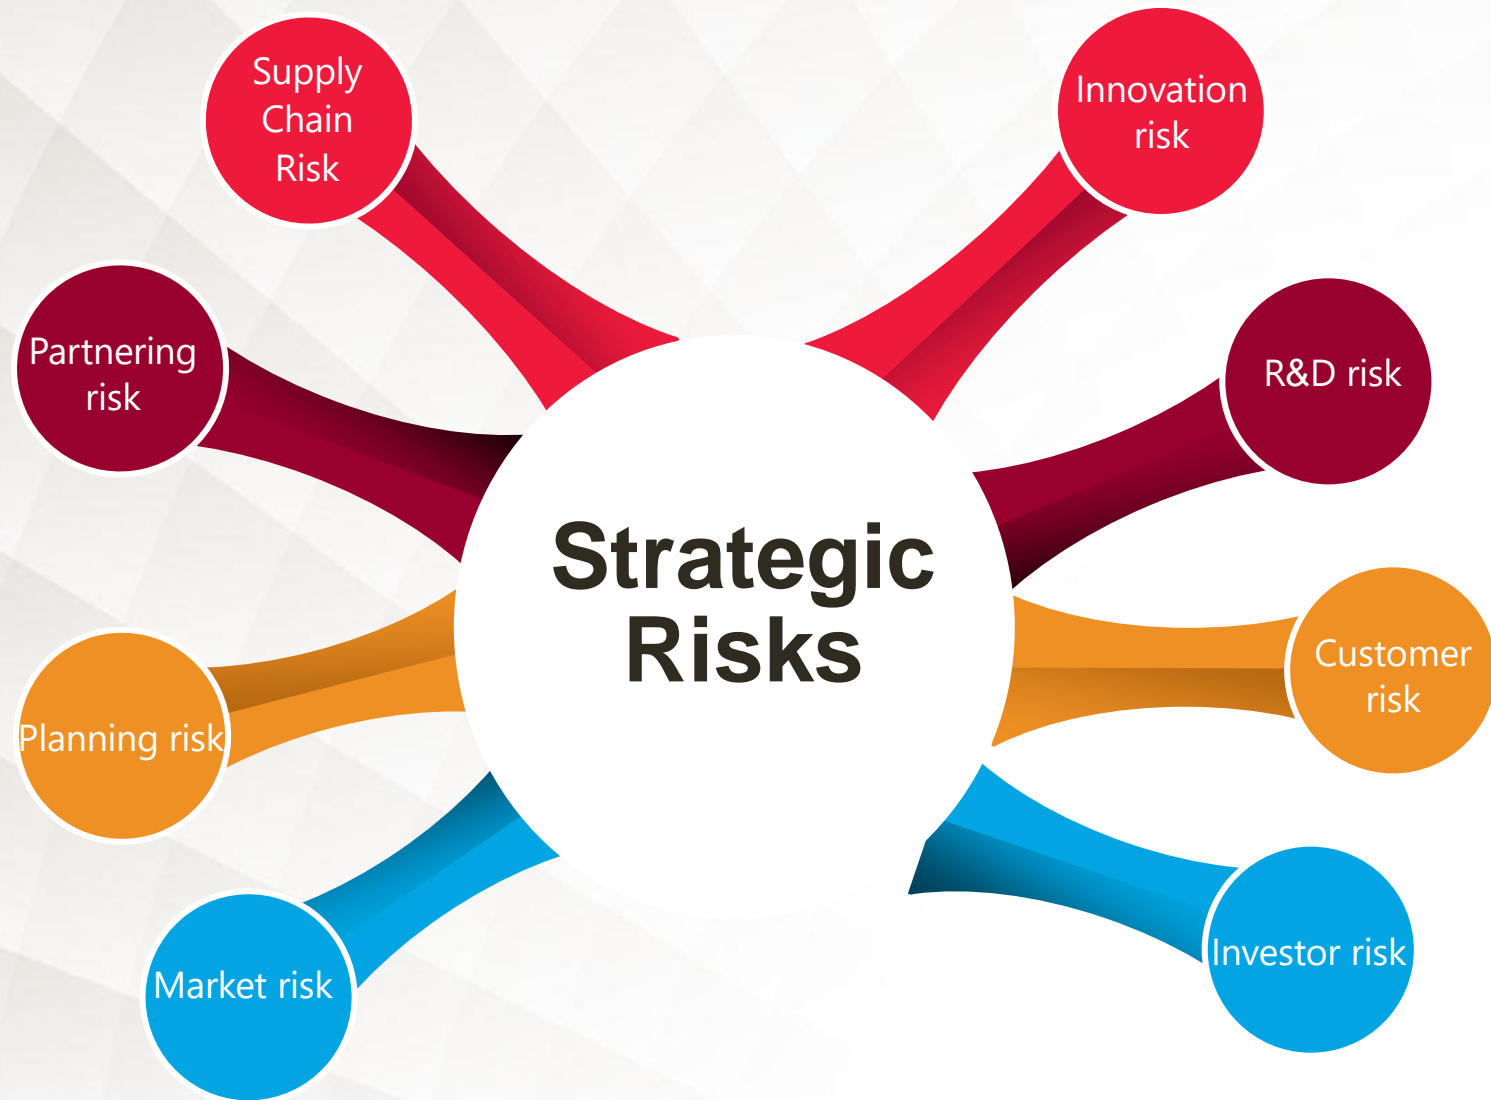 Supply
Chain
Risk
Innovation
risk
Partnering
risk
R&D risk
Strategic
Risks
Customer
risk
Planning risk
Investor risk
Market risk